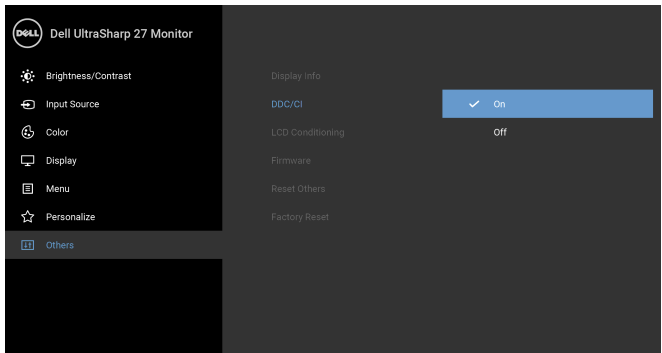 DELL
Dell UltraSharp 27 Monitor
Brightness/Contrast
Input Source
Color
Display
Menu
Personalize
Others
Display Info
DDC/CI
LCD Conditioning
Firmware
Reset Others
Factory Reset
On
Off